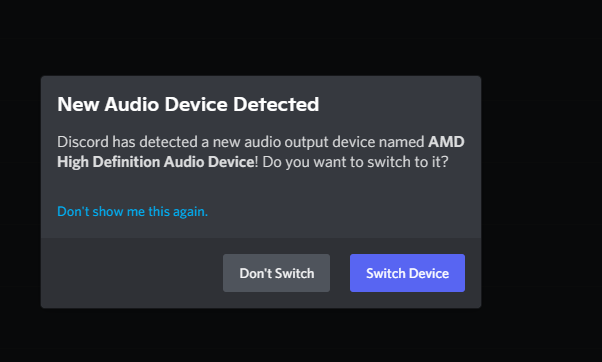 New Audio Device Detected
Discord has detected a new audio output device named AMD
High Definition Audio Device! Do you want to switch to it?
Don't show me this again.
Don't Switch
Switch Device